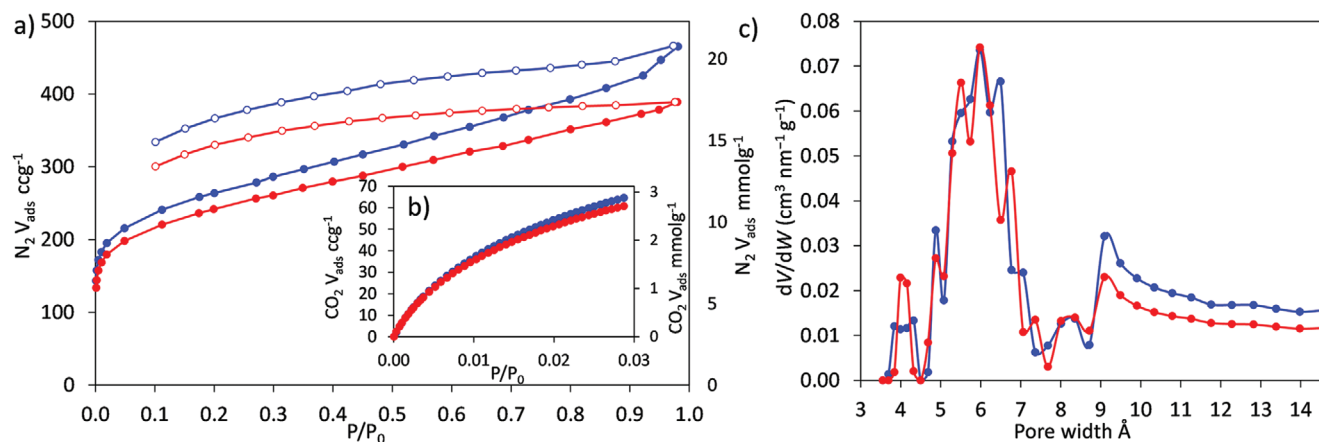 a)
500
400
300
200
100
0
N₂ Vads ccg⁻¹
0.0 0.1 0.2 0.3 0.4 0.5 0.6 0.7 0.8 0.9 1.0
P/P₀
20
15
10
5
0
N₂ Vads mmolg⁻¹
b)
70
60
50
40
30
20
10
0
CO₂ Vads ccg⁻¹
0.00 0.01 0.02 0.03
P/P₀
3
2
1
0
CO₂ Vads mmolg⁻¹
c)
0.08
0.07
0.06
0.05
0.04
0.03
0.02
0.01
0.00
dV/dW (cm³ nm⁻¹ g⁻¹)
3 4 5 6 7 8 9 10 11 12 13 14
Pore width Å